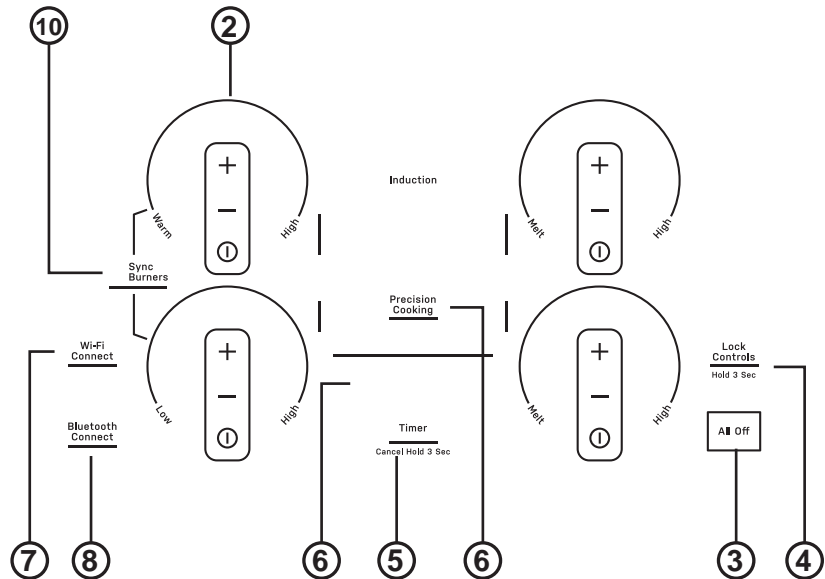 10
2
+
−
Warm
High
Induction
+
−
Melt
High
Sync
Burners
Precision
Cooking
Wi-Fi
Connect
+
−
Low
High
+
−
Melt
High
Lock
Controls
Hold 3 Sec
Bluetooth
Connect
Timer
Cancel Hold 3 Sec
All Off
7
8
6
5
6
3
4